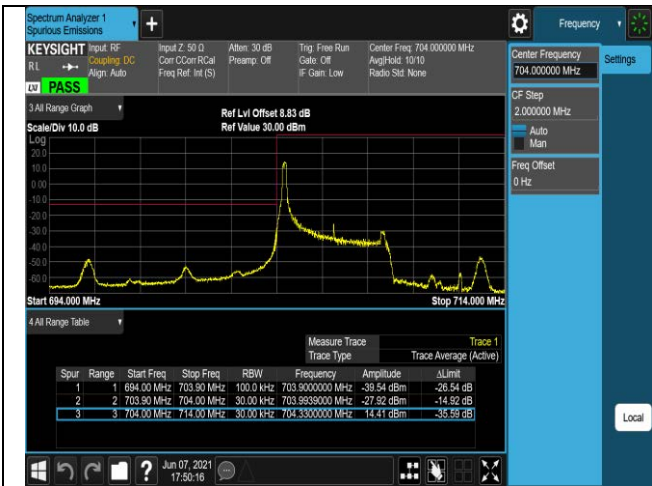 Spectrum Analyzer 1
Spurious Emissions
+
Frequency
KEYSIGHT Input: RF Input Z: 50 Ω Atten: 30 dB Trig: Free Run Center Freq: 704.000000 MHz
RL Coupling: DC Corr CCorr RCal Preamp: Off Gate: Off Avg|Hold: 10/10
Align: Auto Freq Ref: Int (S) IF Gain: Low Radio Std: None
LXI PASS
Center Frequency
704.000000 MHz
Settings
CF Step
2.000000 MHz
Auto
Man
Freq Offset
0 Hz
3 All Range Graph
Ref Lvl Offset 8.83 dB
Scale/Div 10.0 dB Ref Value 30.00 dBm
Log
20.0
10.0
0.00
-10.0
-20.0
-30.0
-40.0
-50.0
-60.0
Start 694.000 MHz Stop 714.000 MHz
4 All Range Table
Measure Trace Trace 1
Trace Type Trace Average (Active)
Spur Range Start Freq Stop Freq RBW Frequency Amplitude ΔLimit
1 1 694.00 MHz 703.90 MHz 100.0 kHz 703.9000000 MHz -39.54 dBm -26.54 dB
2 2 703.90 MHz 704.00 MHz 30.00 kHz 703.9939000 MHz -27.92 dBm -14.92 dB
3 3 704.00 MHz 714.00 MHz 30.00 kHz 704.3300000 MHz 14.41 dBm -35.59 dB
Local
? Jun 07, 2021
17:50:16